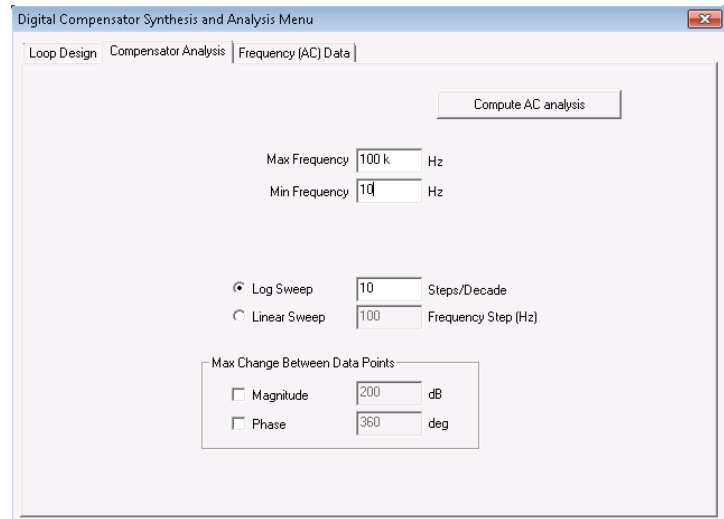 Digital Compensator Synthesis and Analysis Menu
Loop Design Compensator Analysis Frequency (AC) Data
Compute AC analysis
Max Frequency 100 k Hz
Min Frequency 10 Hz
Log Sweep 10 Steps/Decade
Linear Sweep 100 Frequency Step (Hz)
Max Change Between Data Points
Magnitude 200 dB
Phase 360 deg